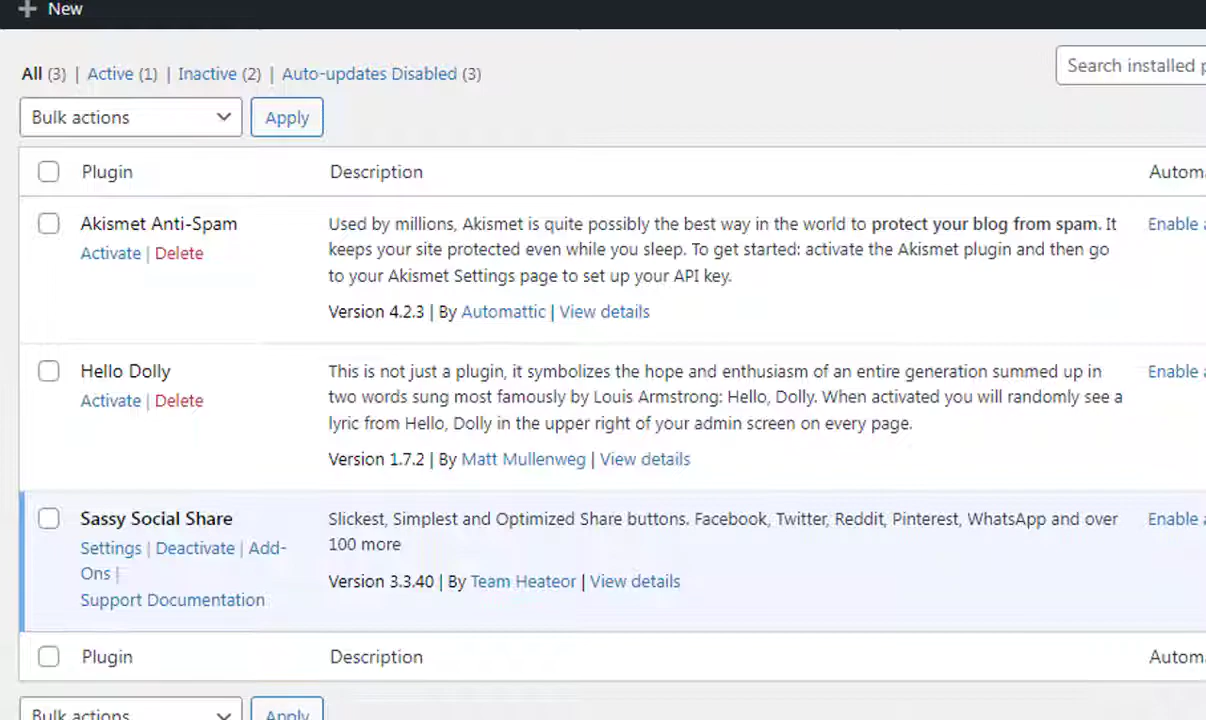 New
All (3) | Active (1) | Inactive (2) | Auto-updates Disabled (3)
Search installed p
Bulk actions
Apply
Plugin
Description
Automa
Akismet Anti-Spam
Activate | Delete
Used by millions, Akismet is quite possibly the best way in the world to protect your blog from spam. It
keeps your site protected even while you sleep. To get started: activate the Akismet plugin and then go
to your Akismet Settings page to set up your API key.
Version 4.2.3 | By Automattic | View details
Enable a
Hello Dolly
Activate | Delete
This is not just a plugin, it symbolizes the hope and enthusiasm of an entire generation summed up in
two words sung most famously by Louis Armstrong: Hello, Dolly. When activated you will randomly see a
lyric from Hello, Dolly in the upper right of your admin screen on every page.
Version 1.7.2 | By Matt Mullenweg | View details
Enable a
Sassy Social Share
Settings | Deactivate | Add-
Ons |
Support Documentation
Slickest, Simplest and Optimized Share buttons. Facebook, Twitter, Reddit, Pinterest, WhatsApp and over
100 more
Version 3.3.40 | By Team Heateor | View details
Enable a
Plugin
Description
Automa
Bulk actions
Apply